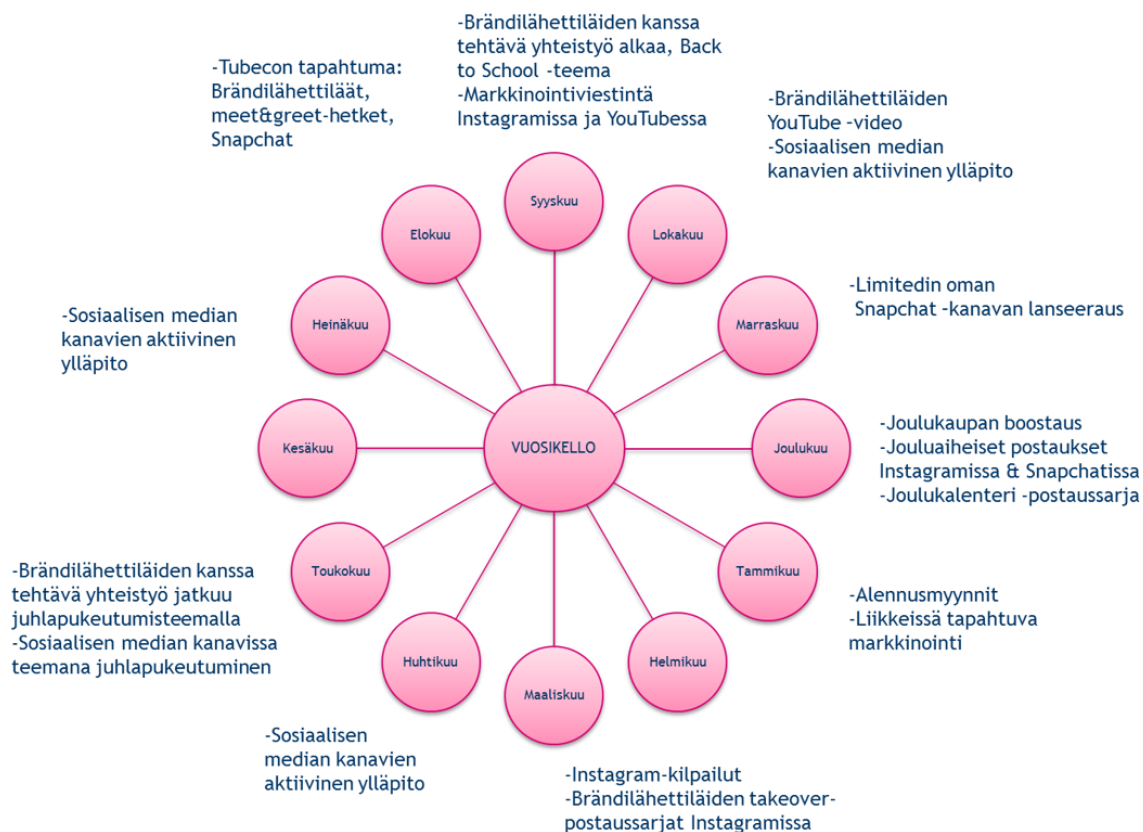 -Brändilähettiläiden kanssa
tehtävä yhteistyö alkaa, Back
to School -teema
-Markkinointiviestintä
Instagramissa ja YouTubessa
-Tubecon tapahtuma:
Brändilähettiläät,
meet&greet-hetket,
Snapchat
-Brändilähettiläiden
YouTube -video
-Sosiaalisen median
kanavien aktiivinen ylläpito
Syyskuu
Elokuu
Lokakuu
-Sosiaalisen median
kanavien aktiivinen
ylläpito
Heinäkuu
Marraskuu
-Limitedin oman
Snapchat -kanavan lanseeraus
Kesäkuu
VUOSIKELLO
Joulukuu
-Joulukaupan boostaus
-Jouluaiheiset postaukset
Instagramissa & Snapchatissa
-Joulukalenteri -postaussarja
-Brändilähettiläiden kanssa
tehtävä yhteistyö jatkuu
juhlapukeutumisteemalla
-Sosiaalisen median kanavissa
teemana juhlapukeutuminen
Toukokuu
Tammikuu
-Alennusmyynnit
-Liikkeissä tapahtuva
markkinointi
Huhtikuu
Maaliskuu
Helmikuu
-Sosiaalisen
median kanavien
aktiivinen ylläpito
-Instagram-kilpailut
-Brändilähettiläiden takeover-
postaussarjat Instagramissa